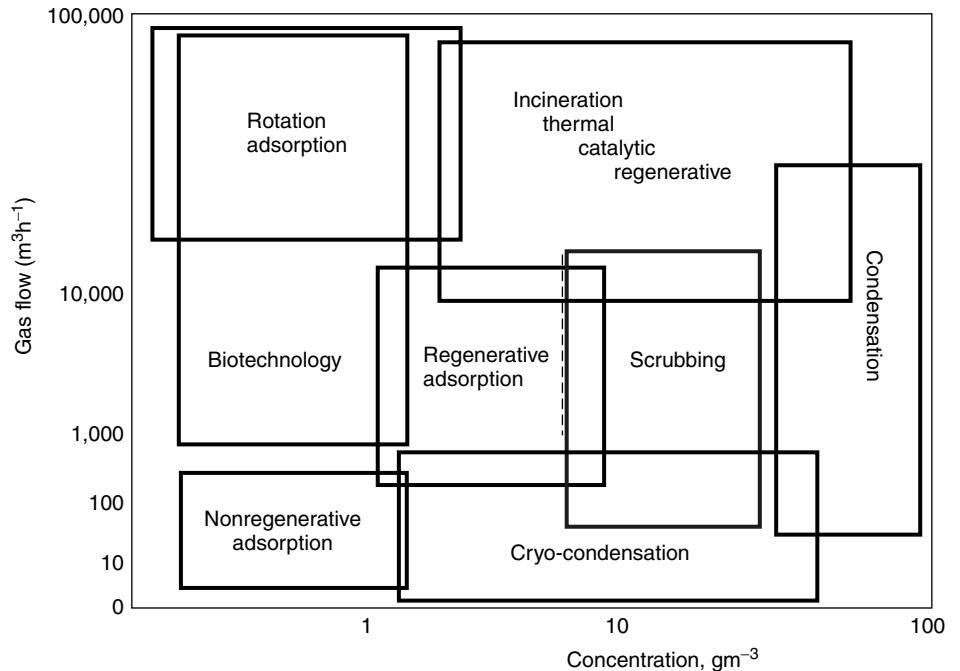 100,000
Rotation
adsorption
Incineration
thermal
catalytic
regenerative
Gas flow (m³h⁻¹)
10,000
Condensation
Biotechnology
Regenerative
adsorption
Scrubbing
1,000
100
Nonregenerative
adsorption
10
Cryo-condensation
0
1
10
100
Concentration, gm⁻³